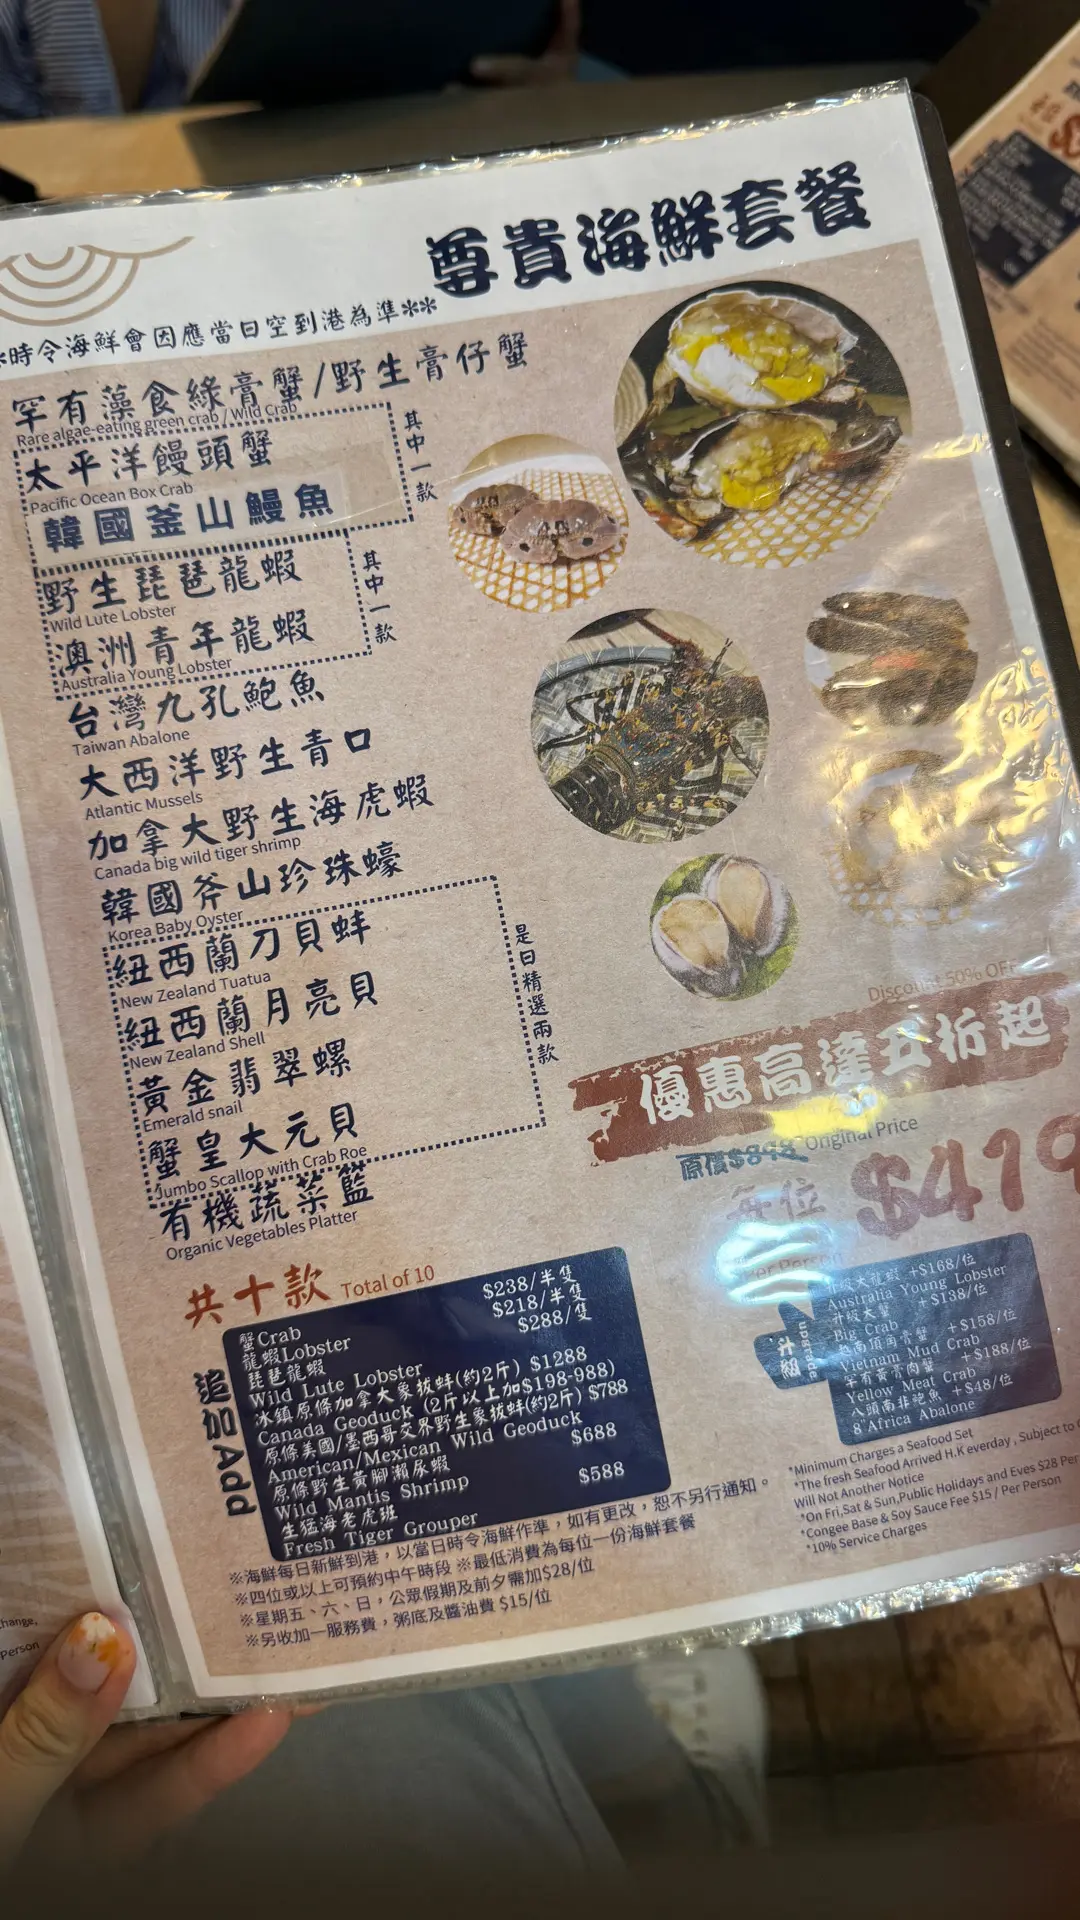 尊貴海鮮套餐
※時令海鮮會因應當日空到港為準※※
罕有藻食綠膏蟹/野生膏仔蟹
Rare algae-eating green crab / Wild Crab
太平洋饅頭蟹
Pacific Ocean Box Crab
韓國釜山鰻魚
其中一款
野生琵琶龍蝦
Wild Lute Lobster
澳洲青年龍蝦
Australia Young Lobster
其中一款
台灣九孔鮑魚
Taiwan Abalone
大西洋野生青口
Atlantic Mussels
加拿大野生海虎蝦
Canada big wild tiger shrimp
韓國斧山珍珠蠔
Korea Baby Oyster
紐西蘭刀貝蚌
New Zealand Tuatua
紐西蘭月亮貝
New Zealand Shell
黃金翡翠螺
Emerald snail
蟹皇大元貝
Jumbo Scallop with Crab Roe
是日精選兩款
有機蔬菜籃
Organic Vegetables Platter
共十款 Total of 10
Discount 50% OFF
優惠高達五折起
原價$898 Original Price
每位 $419
Per Person
追加Add
蟹Crab $238/半隻
龍蝦Lobster $218/半隻
琵琶龍蝦 $288/隻
Wild Lute Lobster
冰鎮原條加拿大象拔蚌(約2斤) $1288
Canada Geoduck (2斤以上加$198-988)
原條美國/墨西哥交界野生象拔蚌(約2斤) $788
American/Mexican Wild Geoduck
原條野生黃腳瀨尿蝦 $688
Wild Mantis Shrimp
生猛海老虎斑 $588
Fresh Tiger Grouper
升級 upgrade
升級大龍蝦 +$168/位
Australia Young Lobster
升級大蟹 +$138/位
Big Crab
越南頂角膏蟹 +$158/位
Vietnam Mud Crab
罕有黃膏肉蟹 +$188/位
Yellow Meat Crab
八頭南非鮑魚 +$48/位
8"Africa Abalone
※海鮮每日新鮮到港，以當日時令海鮮作準，如有更改，恕不另行通知。
※四位或以上可預約中午時段 ※最低消費為每位一份海鮮套餐
※星期五、六、日，公眾假期及前夕需加$28/位
※另收加一服務費，粥底及醬油費 $15/位
*Minimum Charges a Seafood Set
*The fresh Seafood Arrived H.K everday , Subject to
Will Not Another Notice
*On Fri,Sat & Sun,Public Holidays and Eves $28 Per
*Congee Base & Soy Sauce Fee $15 / Per Person
*10% Service Charges
hange,
Person